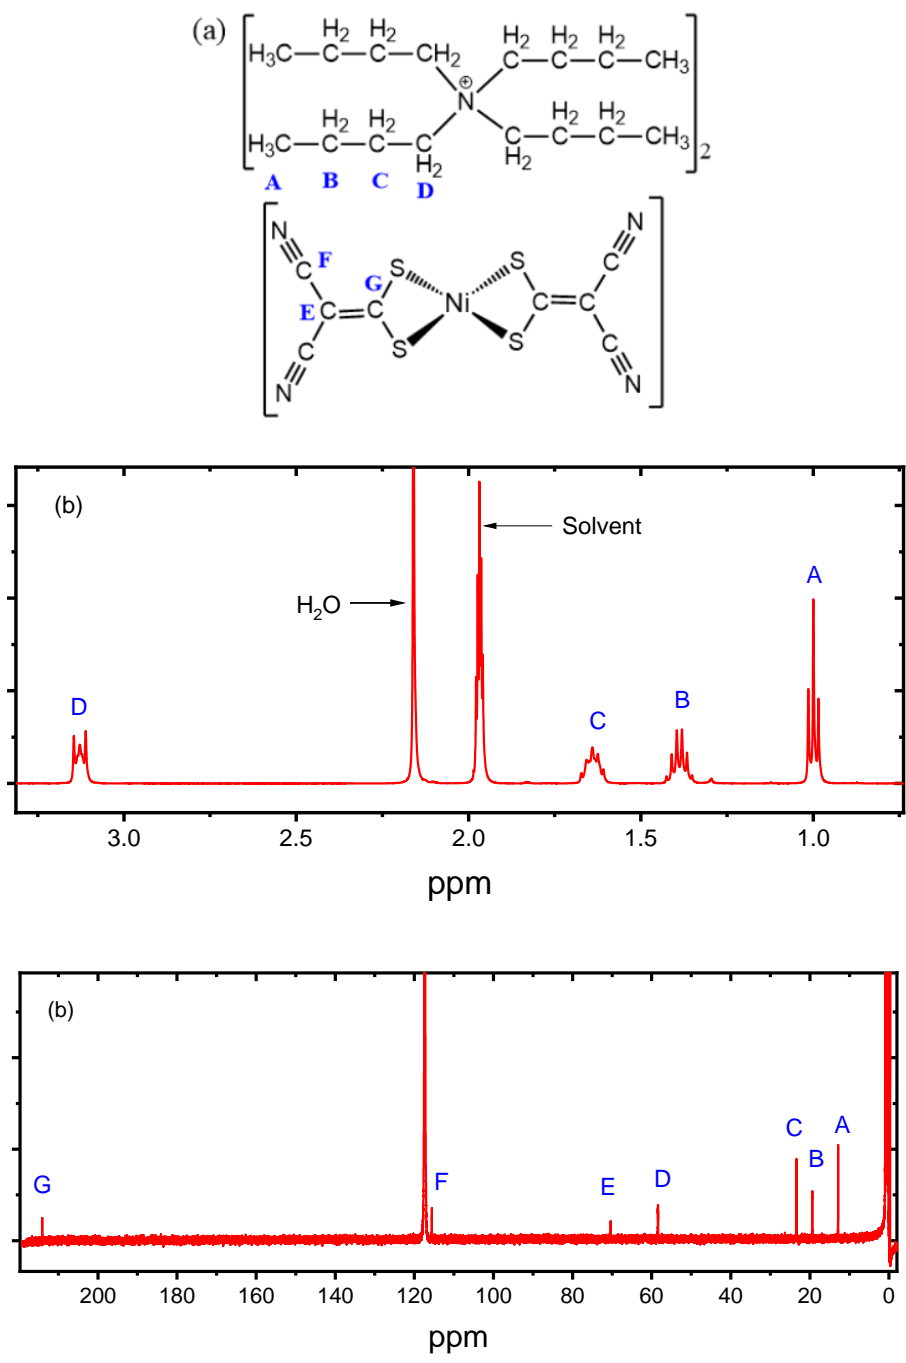 (a)
H₂ H₂ H₂ H₂ H₂
H₃C C C CH₂ C C C CH₃
⊕
N
H₂ H₂ H₂ H₂
H₃C C C C C C C CH₃
H₂ H₂ 2
A B C D
N N
C F C
S S
G
E C C Ni C C
S S
C C
N N
(b)
Solvent
A
H₂O
D C B
3.0 2.5 2.0 1.5 1.0
ppm
(b)
G F E D C B A
200 180 160 140 120 100 80 60 40 20 0
ppm